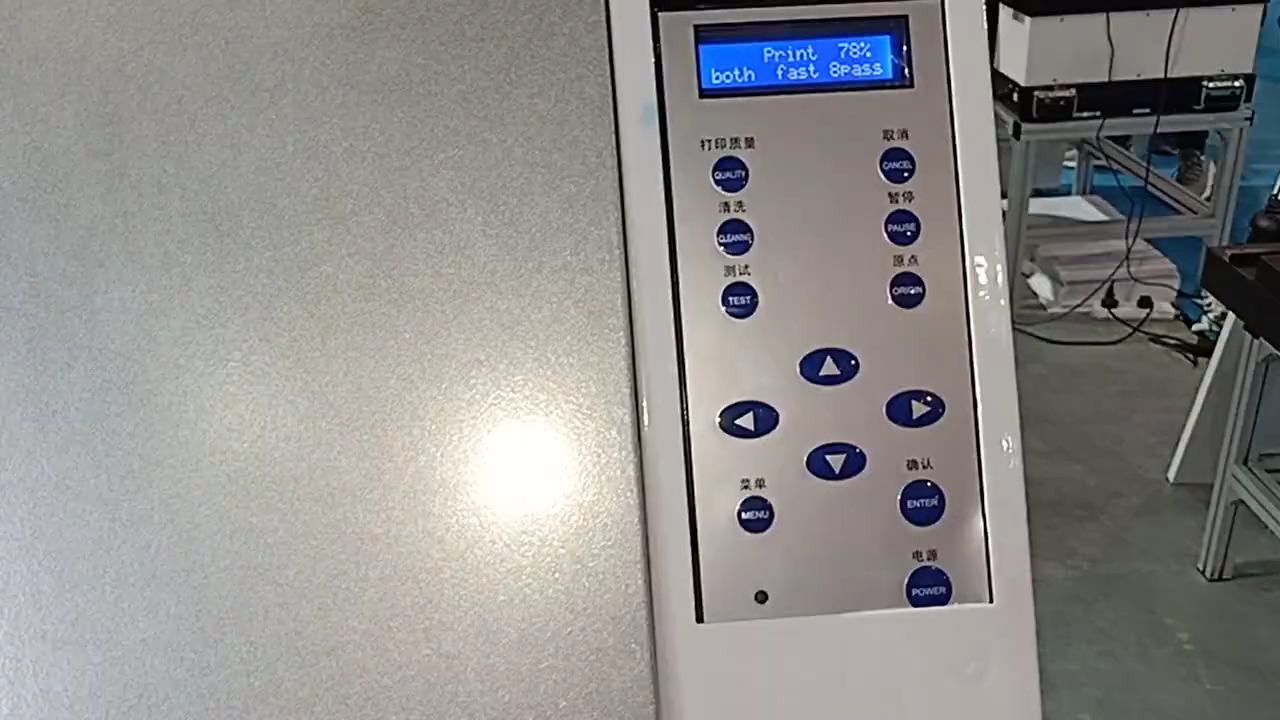 Print 78%
both fast 8pass
打印质量
取消
QUALITY
CANCEL
清洗
暂停
CLEANING
PAUSE
测试
原点
TEST
ORIGIN
菜单
确认
MENU
ENTER
电源
POWER